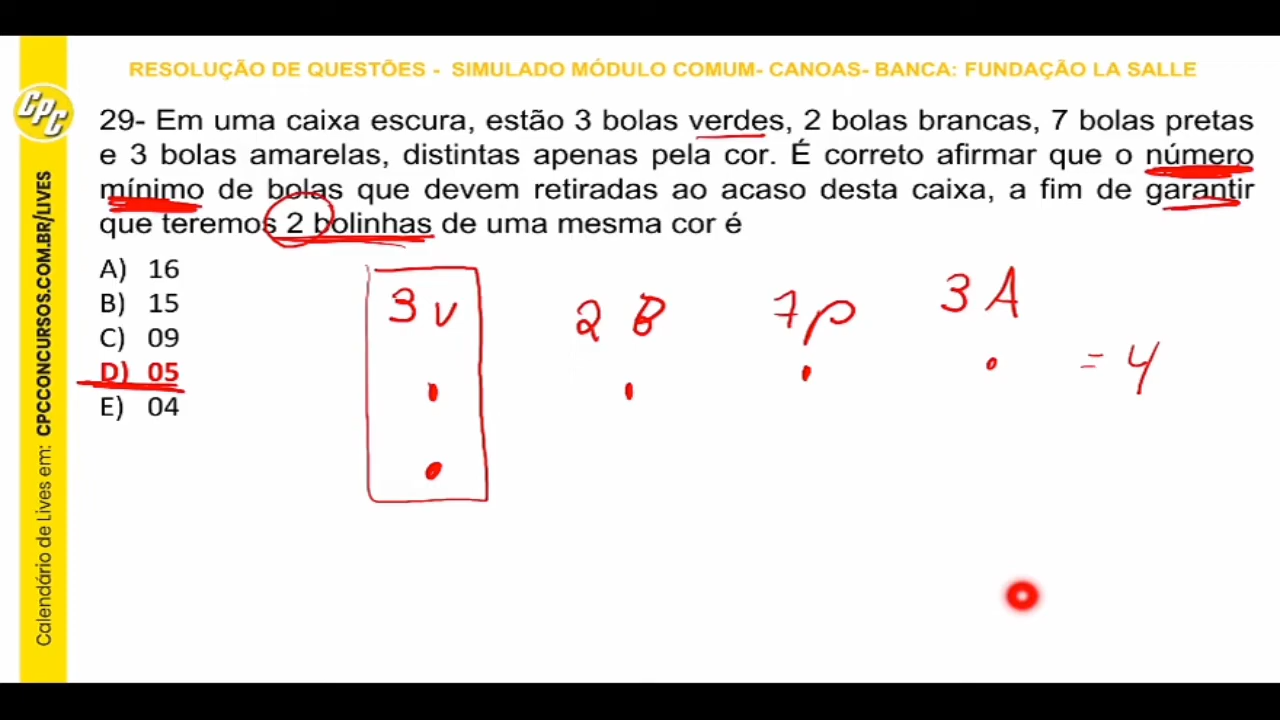 RESOLUÇÃO DE QUESTÕES - SIMULADO MÓDULO COMUM- CANOAS- BANCA: FUNDAÇÃO LA SALLE
CPC
29- Em uma caixa escura, estão 3 bolas verdes, 2 bolas brancas, 7 bolas pretas
e 3 bolas amarelas, distintas apenas pela cor. É correto afirmar que o número
mínimo de bolas que devem retiradas ao acaso desta caixa, a fim de garantir
que teremos 2 bolinhas de uma mesma cor é
A) 16
B) 15
C) 09
D) 05
E) 04
3 V 2 B 7 P 3 A
= 4
Calendário de Lives em: CPCCONCURSOS.COM.BR/LIVES